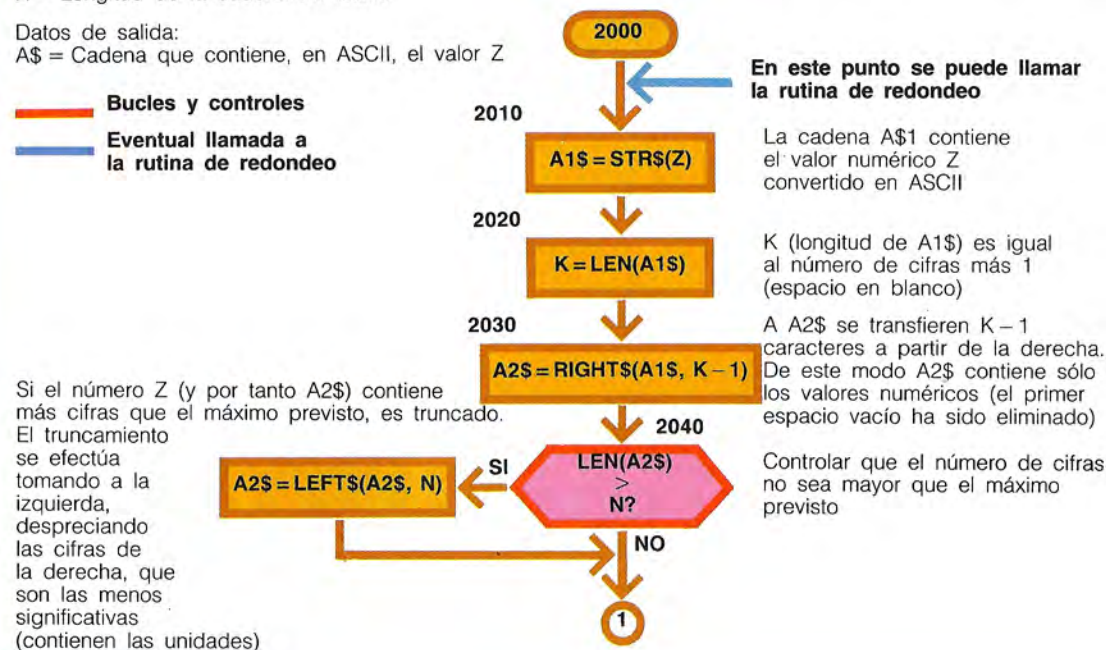 Datos de salida:
A$ = Cadena que contiene, en ASCII, el valor Z
Bucles y controles
Eventual llamada a
la rutina de redondeo
2000
En este punto se puede llamar
la rutina de redondeo
2010
A1$ = STR$(Z)
La cadena A$1 contiene
el valor numérico Z
convertido en ASCII
2020
K = LEN(A1$)
K (longitud de A1$) es igual
al número de cifras más 1
(espacio en blanco)
2030
A2$ = RIGHT$(A1$, K – 1)
A A2$ se transfieren K – 1
caracteres a partir de la derecha.
De este modo A2$ contiene sólo
los valores numéricos (el primer
espacio vacío ha sido eliminado)
Si el número Z (y por tanto A2$) contiene
más cifras que el máximo previsto, es truncado.
El truncamiento
se efectúa
tomando a la
izquierda,
despreciando
las cifras de
la derecha, que
son las menos
significativas
(contienen las unidades)
2040
LEN(A2$)
>
N?
SI
A2$ = LEFT$(A2$, N)
Controlar que el número de cifras
no sea mayor que el máximo
previsto
NO
1